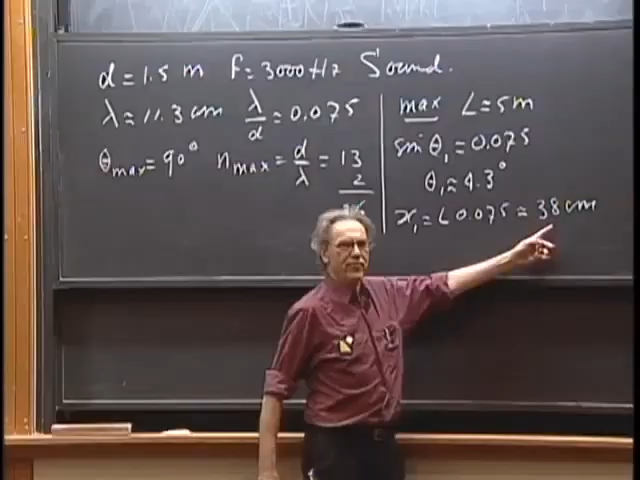 d = 1.5 m f = 3000 Hz Sound.
λ ≈ 11.3 cm λ/d = 0.075
θmax = 90° nmax = d/λ = 13
2
max L = 5 m
sin θ₁ = 0.075
θ₁ ≈ 4.3°
x₁ = L 0.075 ≈ 38 cm